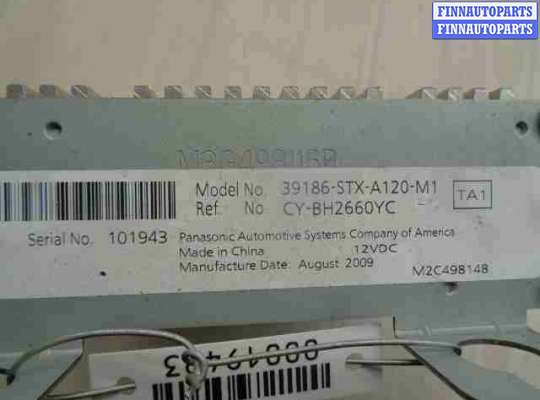 FINNAUTOPARTS
FINNAUTOPARTS
FINNAUTOPARTS
Model No. 39186-STX-A120-M1
TA1
Ref. No. CY-BH2660YC
Serial No. 101943
Panasonic Automotive Systems Company of America
Made in China 12VDC
Manufacture Date: August 2009
M2C498148